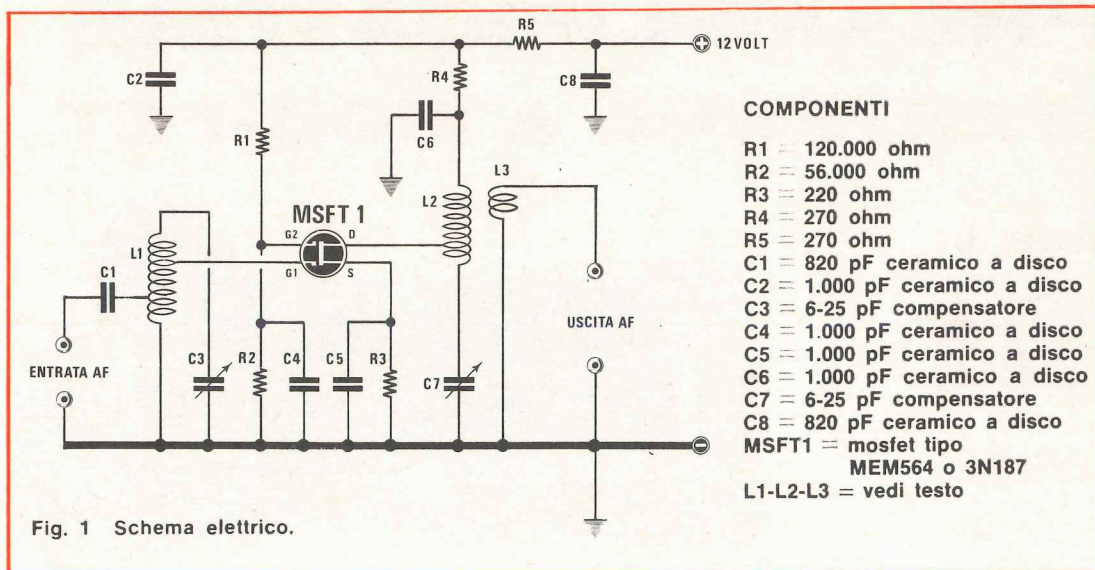 R5
12 VOLT
C2
R4
C8
C6
R1
L3
L2
MSFT 1
G2
D
G1
S
L1
C1
USCITA AF
C3
R2
C4
C5
R3
C7
ENTRATA AF
COMPONENTI
R1 = 120.000 ohm
R2 = 56.000 ohm
R3 = 220 ohm
R4 = 270 ohm
R5 = 270 ohm
C1 = 820 pF ceramico a disco
C2 = 1.000 pF ceramico a disco
C3 = 6-25 pF compensatore
C4 = 1.000 pF ceramico a disco
C5 = 1.000 pF ceramico a disco
C6 = 1.000 pF ceramico a disco
C7 = 6-25 pF compensatore
C8 = 820 pF ceramico a disco
MSFT1 = mosfet tipo
MEM564 o 3N187
L1-L2-L3 = vedi testo
Fig. 1 Schema elettrico.